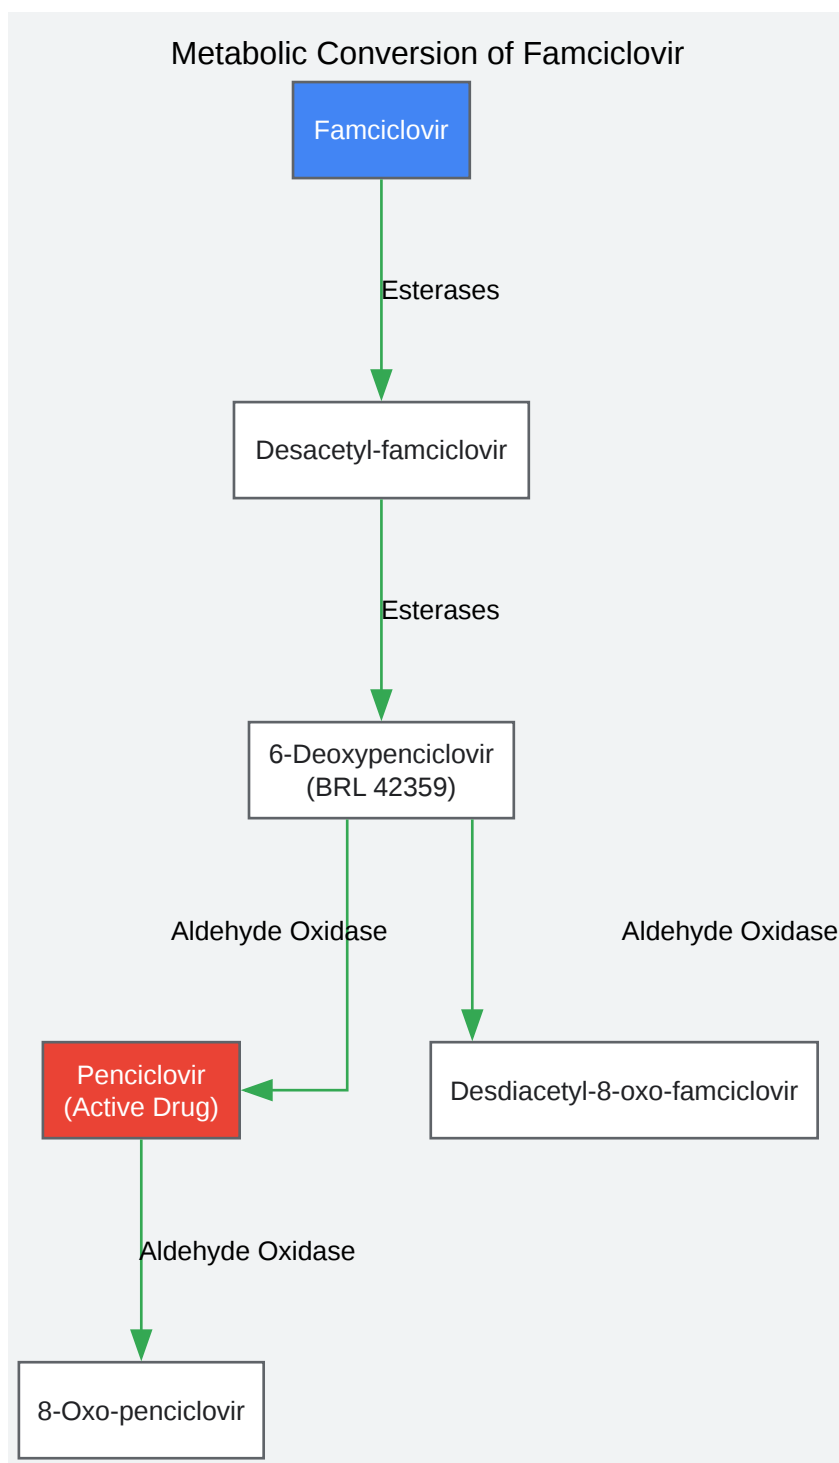 Metabolic Conversion of Famciclovir
Famciclovir
Esterases
Desacetyl-famciclovir
Esterases
6-Deoxypenciclovir
(BRL 42359)
Aldehyde Oxidase
Aldehyde Oxidase
Penciclovir
(Active Drug)
Desdiacetyl-8-oxo-famciclovir
Aldehyde Oxidase
8-Oxo-penciclovir